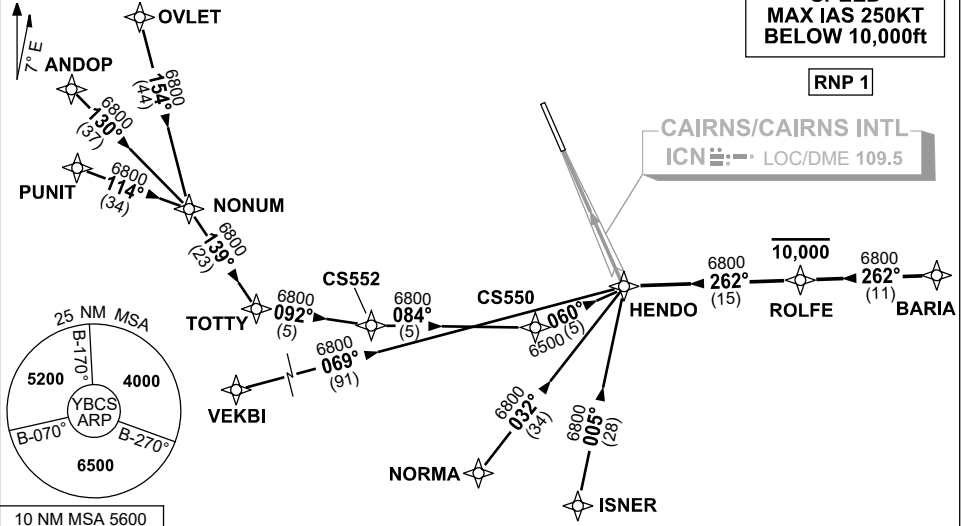 SPEED
MAX IAS 250KT
BELOW 10,000ft
RNP 1
7° E
OVLET
6800
154°
(44)
ANDOP
6800
130°
(37)
PUNIT
6800
114°
(34)
NONUM
6800
139°
(23)
CAIRNS/CAIRNS INTL
ICN LOC/DME 109.5
TOTTY
6800
092°
(5)
CS552
6800
084°
(5)
CS550
060°
6500 (5)
HENDO
6800
262°
(15)
10,000
ROLFE
6800
262°
(11)
BARIA
VEKBI
6800
069°
(91)
NORMA
6800
032°
(34)
ISNER
6800
005°
(28)
25 NM MSA
B-170°
5200
4000
YBCS
ARP
B-070°
B-270°
6500
10 NM MSA 5600